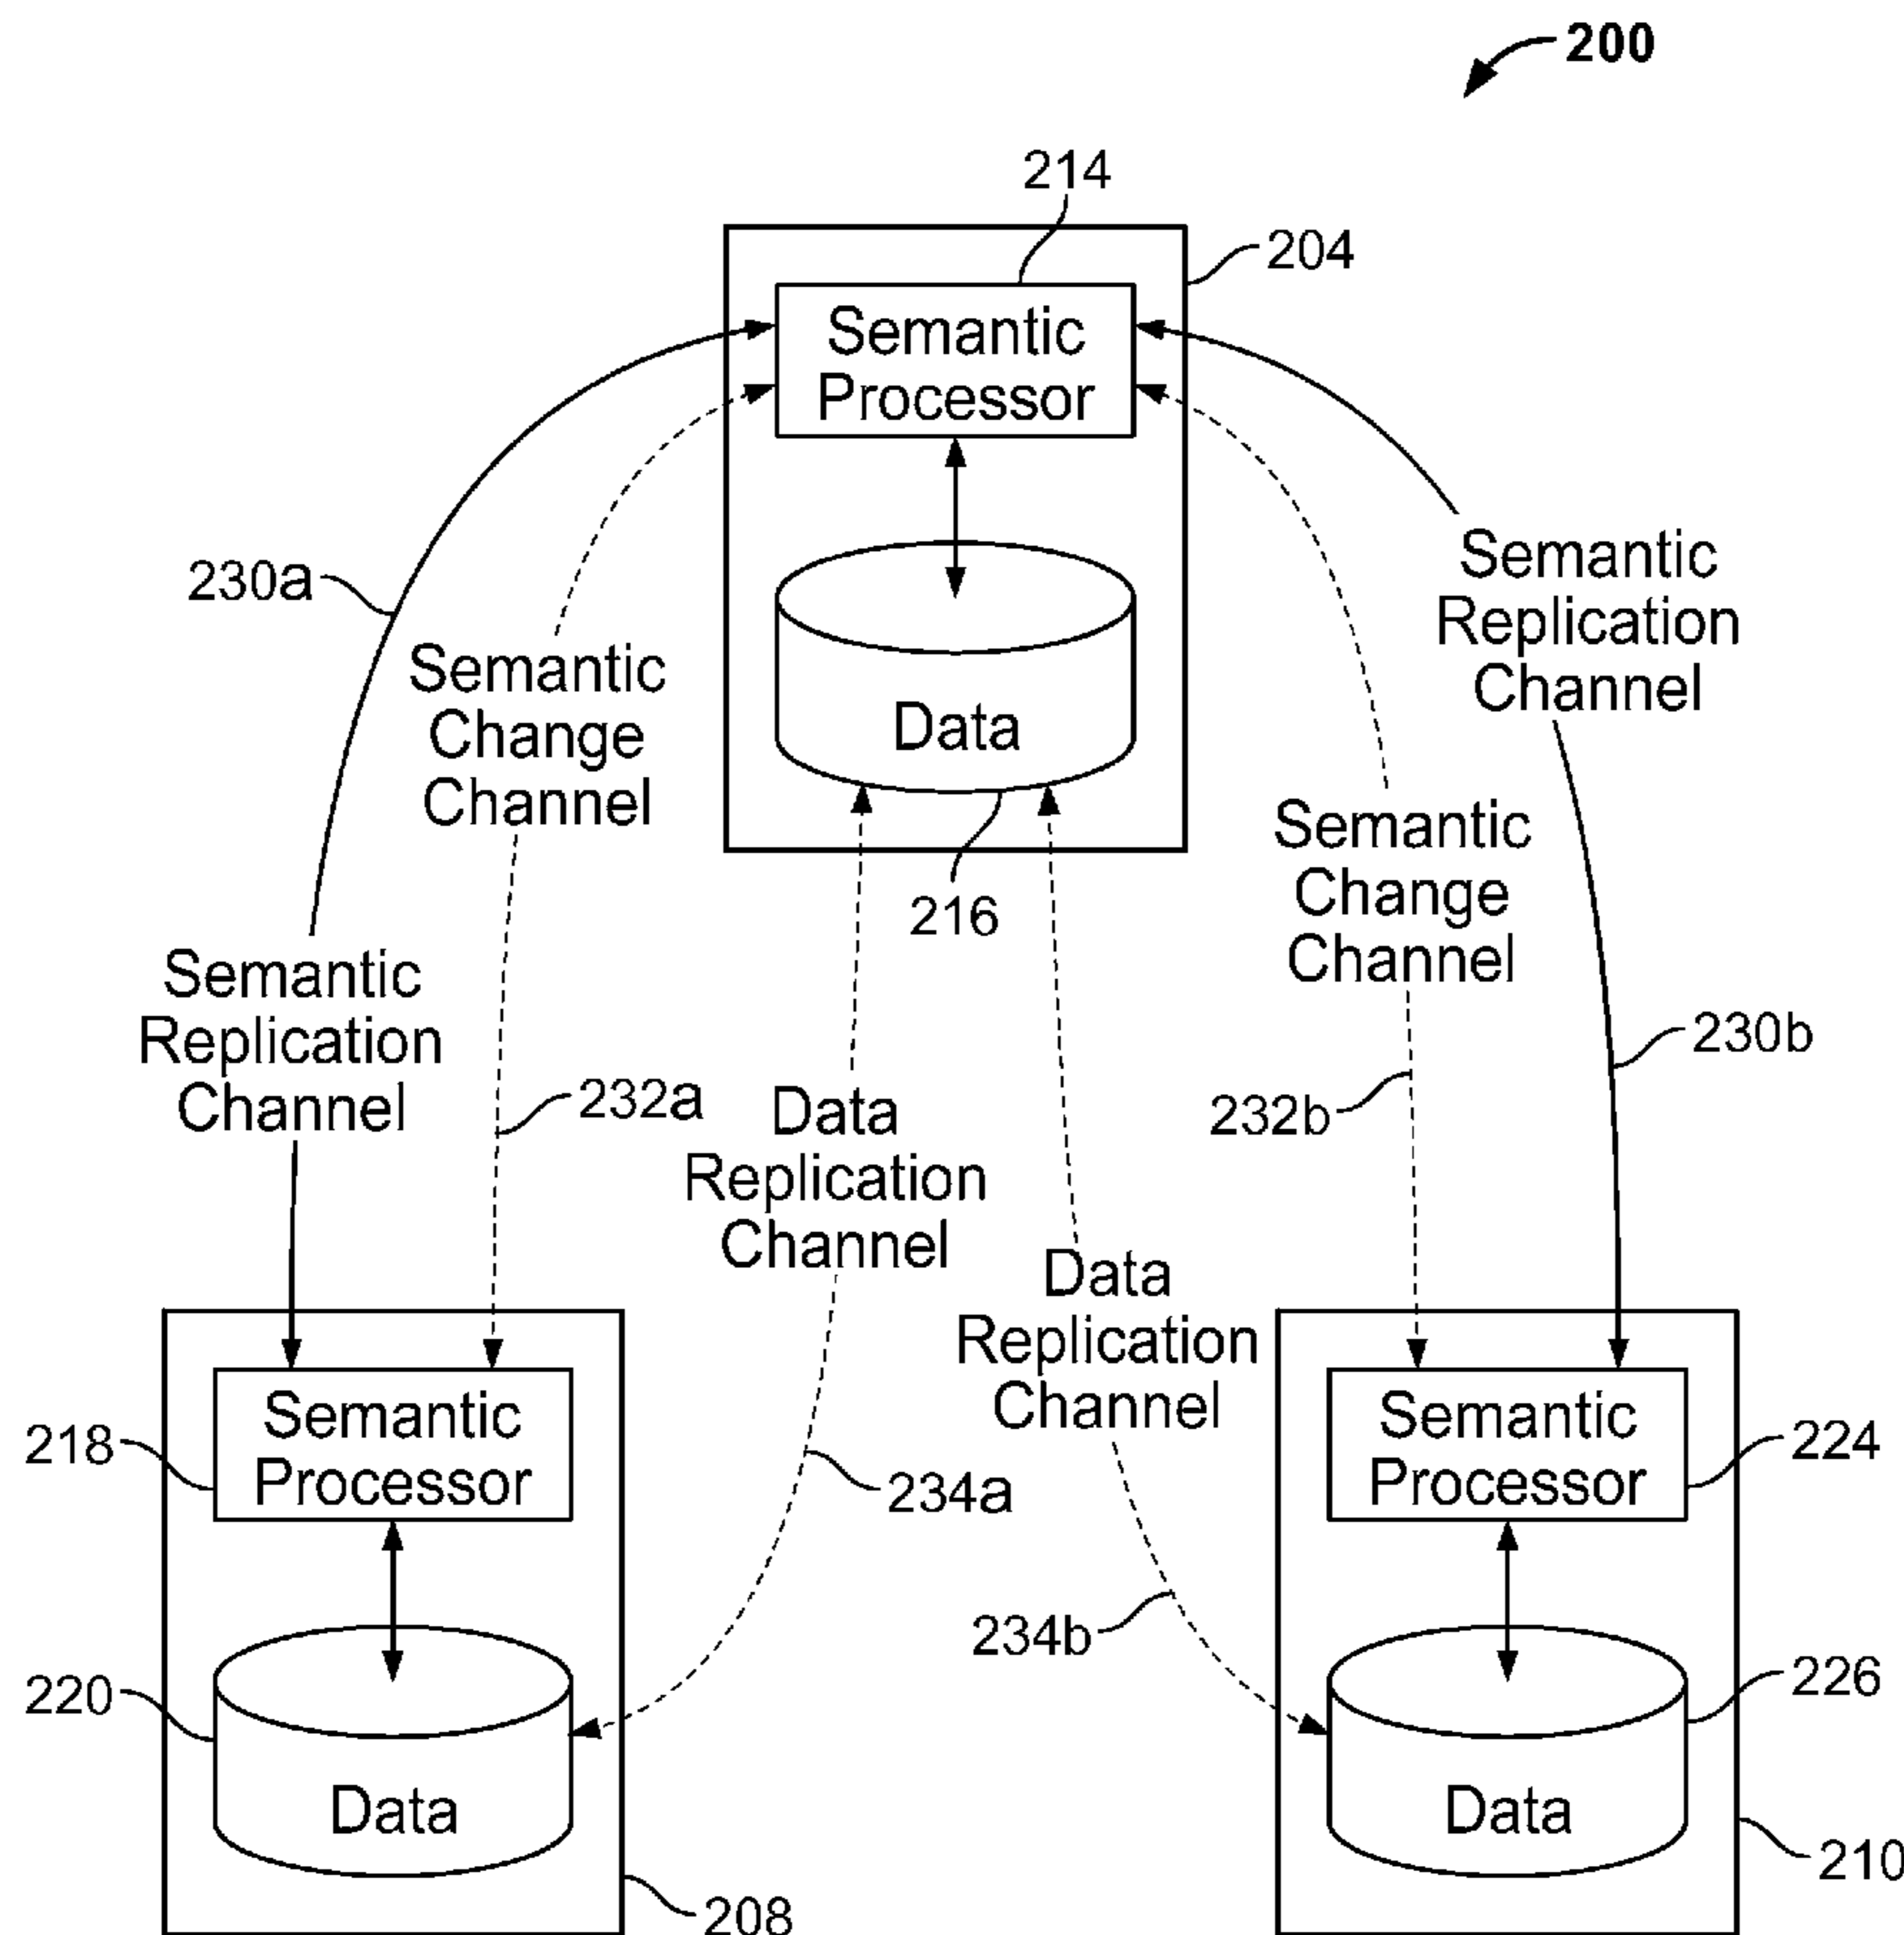 200
214
204
Semantic
Processor
230a
Semantic
Replication
Channel
Semantic
Change
Channel
Data
216
Semantic
Change
Channel
Semantic
Replication
Channel
230b
232a
Data
Replication
Channel
232b
Data
Replication
Channel
218
Semantic
Processor
234a
Semantic
Processor
224
234b
220
Data
226
Data
208
210